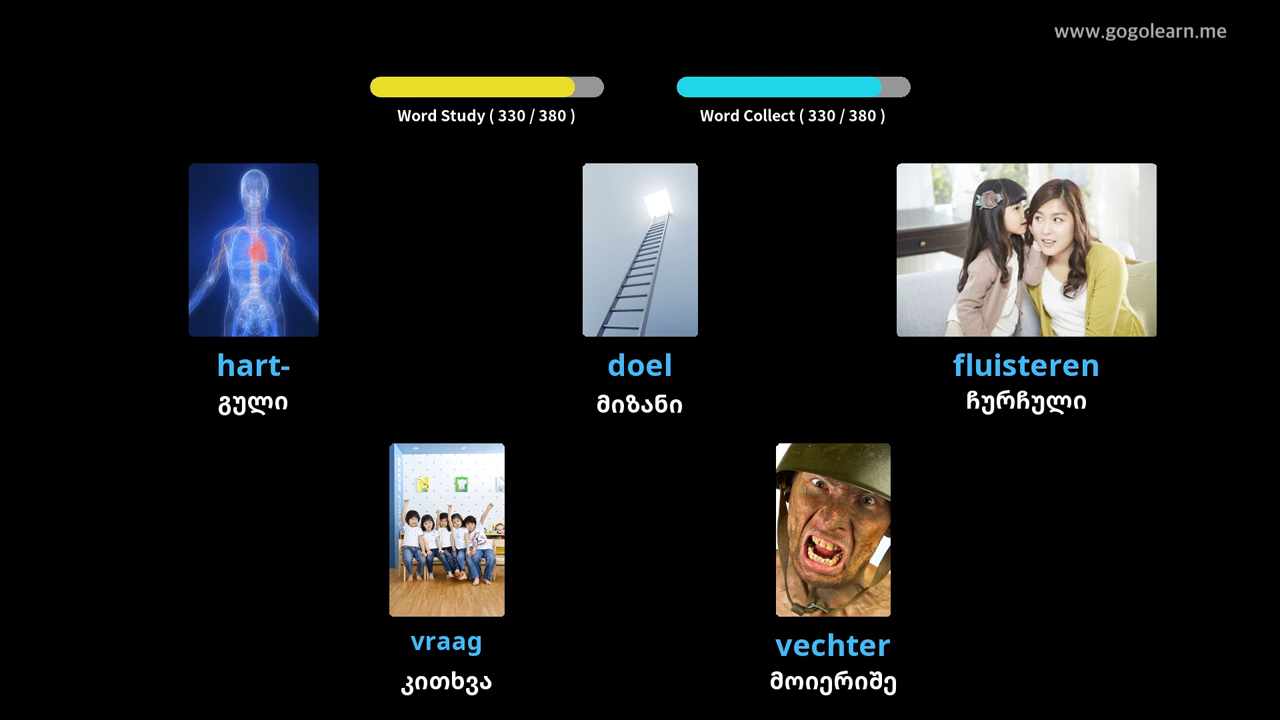 www.gogolearn.me
Word Study ( 330 / 380 )
Word Collect ( 330 / 380 )
hart-
გული
doel
მიზანი
fluisteren
ჩურჩული
vraag
კითხვა
vechter
მოიერიშე